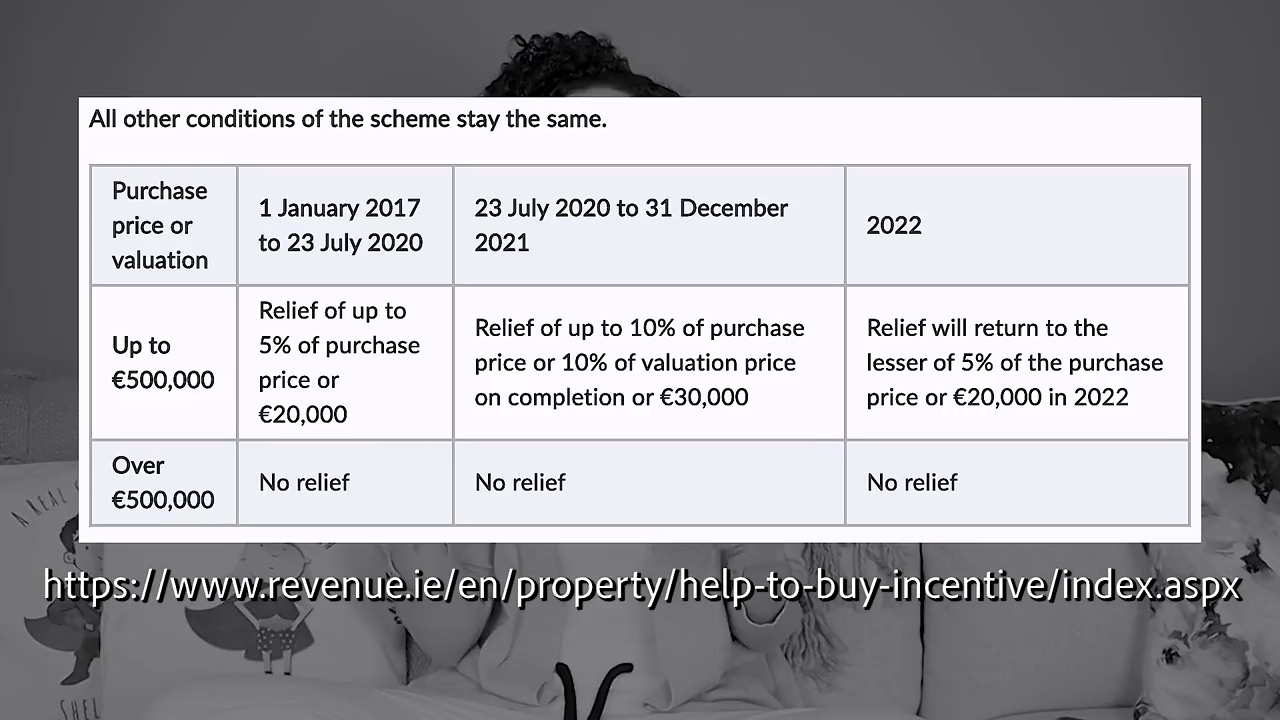 All other conditions of the scheme stay the same.
Purchase
price or
valuation
1 January 2017
to 23 July 2020
23 July 2020 to 31 December
2021
2022
Up to
€500,000
Relief of up to
5% of purchase
price or
€20,000
Relief of up to 10% of purchase
price or 10% of valuation price
on completion or €30,000
Relief will return to the
lesser of 5% of the purchase
price or €20,000 in 2022
Over
€500,000
No relief
No relief
No relief
https://www.revenue.ie/en/property/help-to-buy-incentive/index.aspx
A REAL
SHEL